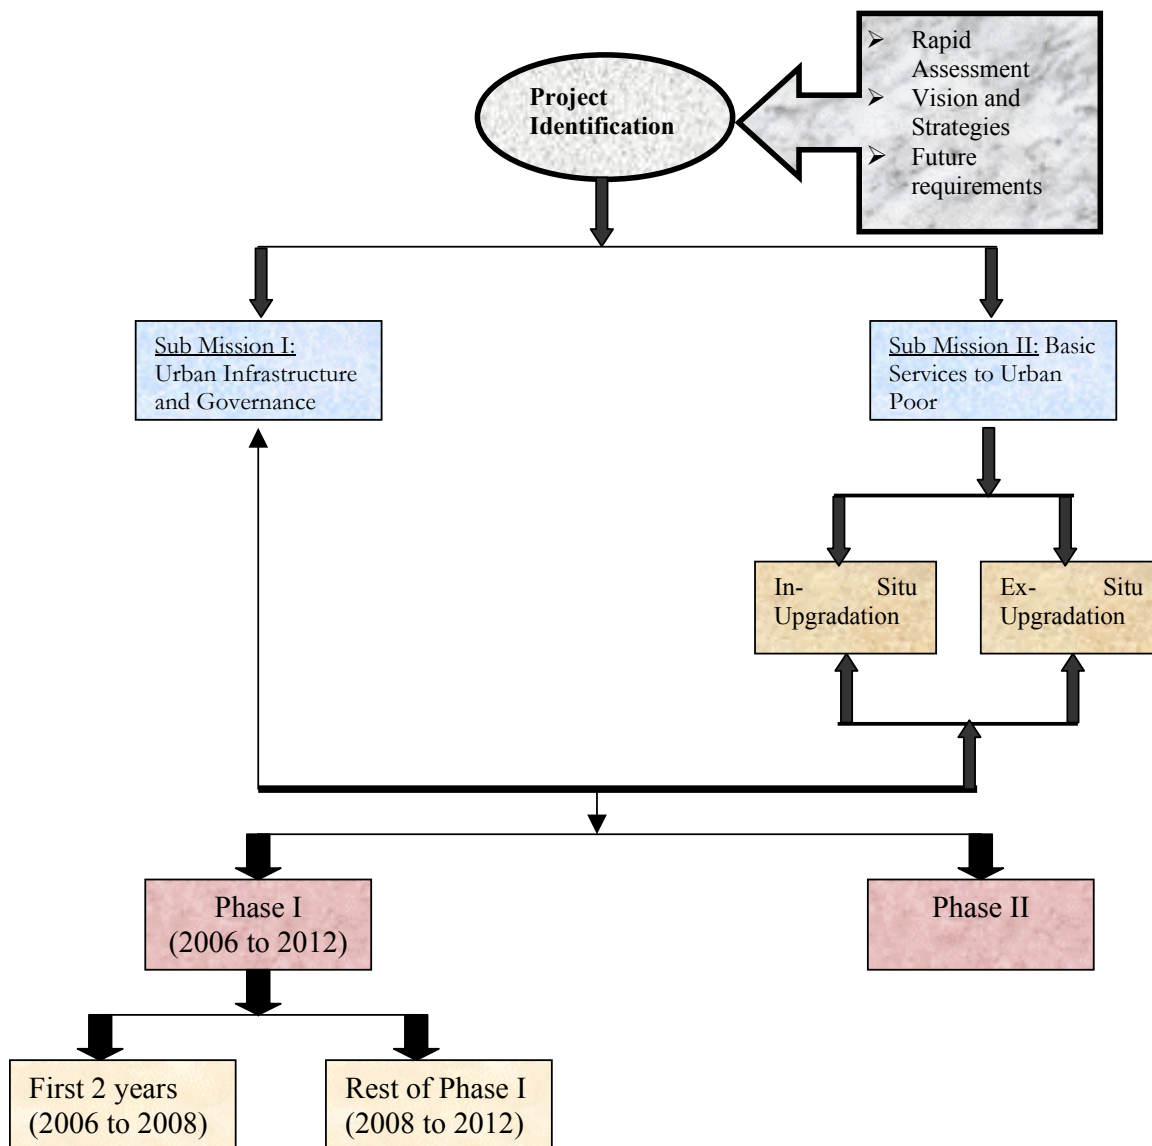 Project
Identification
➢ Rapid
Assessment
➢ Vision and
Strategies
➢ Future
requirements
Sub Mission I:
Urban Infrastructure
and Governance
Sub Mission II: Basic
Services to Urban
Poor
In- Situ
Upgradation
Ex- Situ
Upgradation
Phase I
(2006 to 2012)
Phase II
First 2 years
(2006 to 2008)
Rest of Phase I
(2008 to 2012)